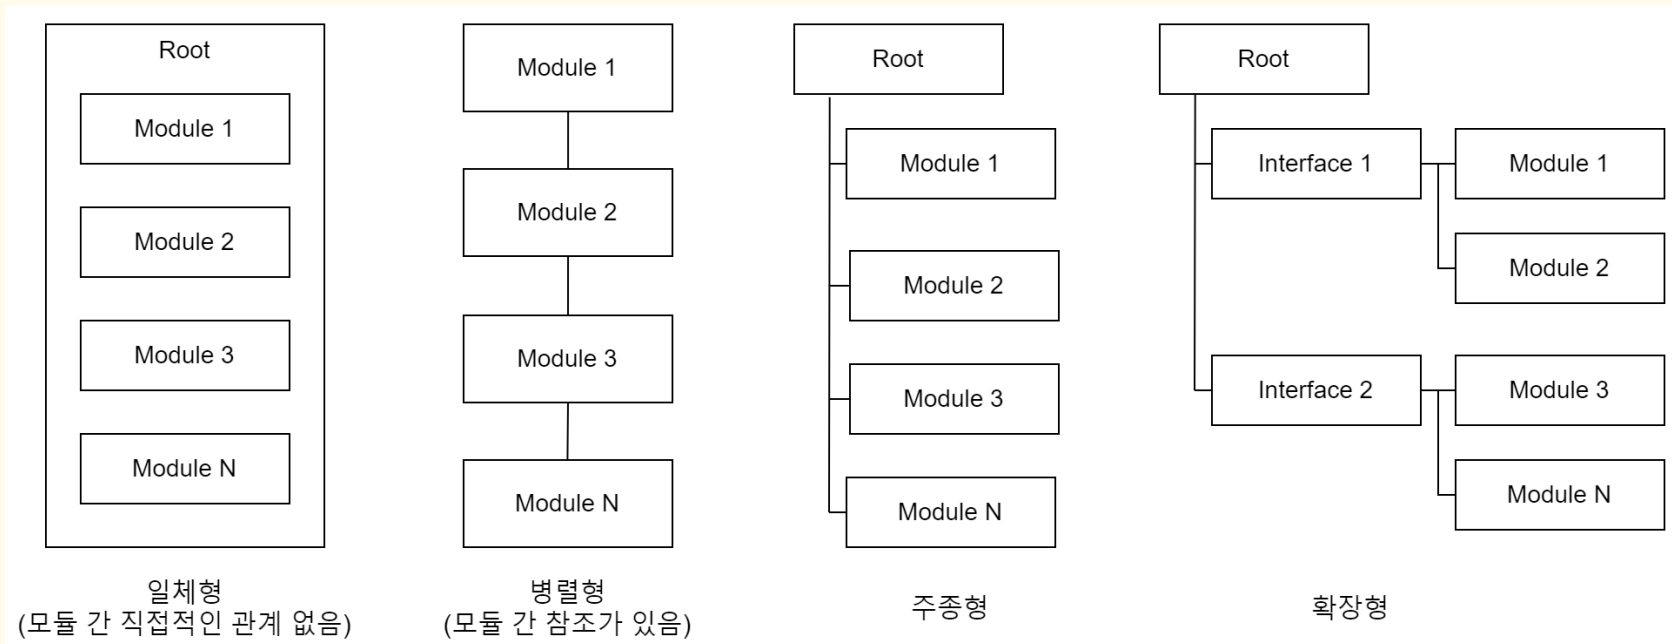 Root
Module 1
Module 2
Module 3
Module N
일체형
(모듈 간 직접적인 관계 없음)
Module 1
Module 2
Module 3
Module N
병렬형
(모듈 간 참조가 있음)
Root
Module 1
Module 2
Module 3
Module N
주종형
Root
Interface 1
Module 1
Module 2
Interface 2
Module 3
Module N
확장형